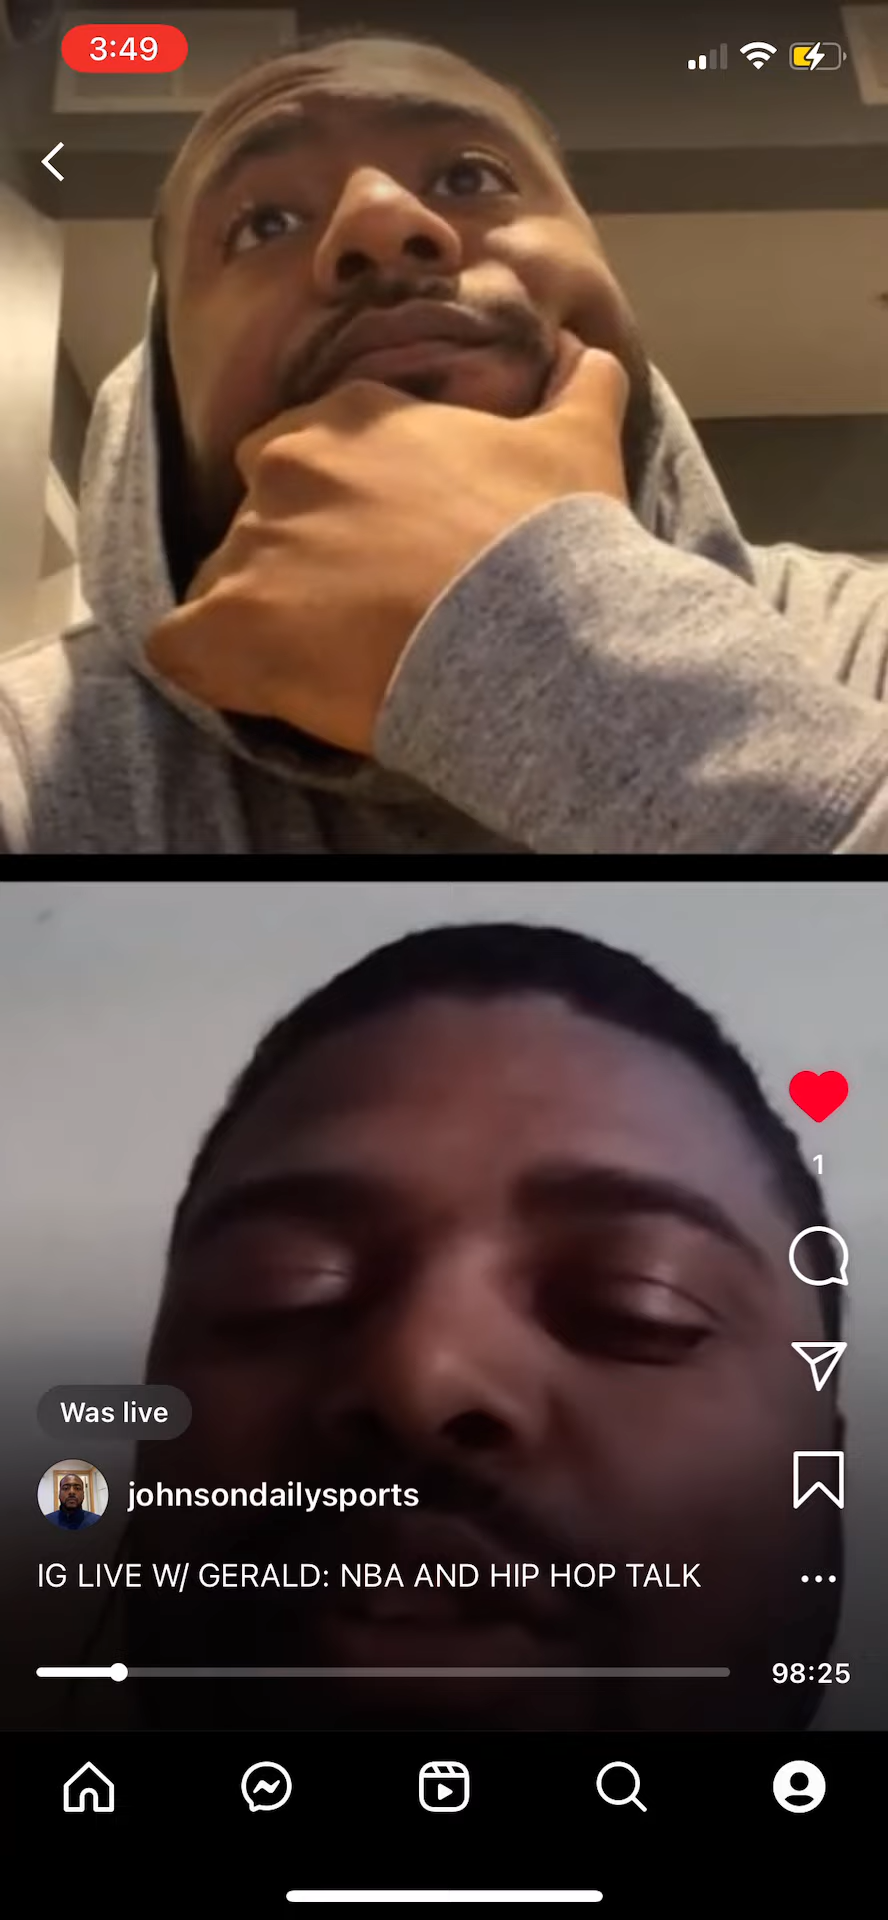 3:49
Was live
johnsondailysports
IG LIVE W/ GERALD: NBA AND HIP HOP TALK
1
98:25